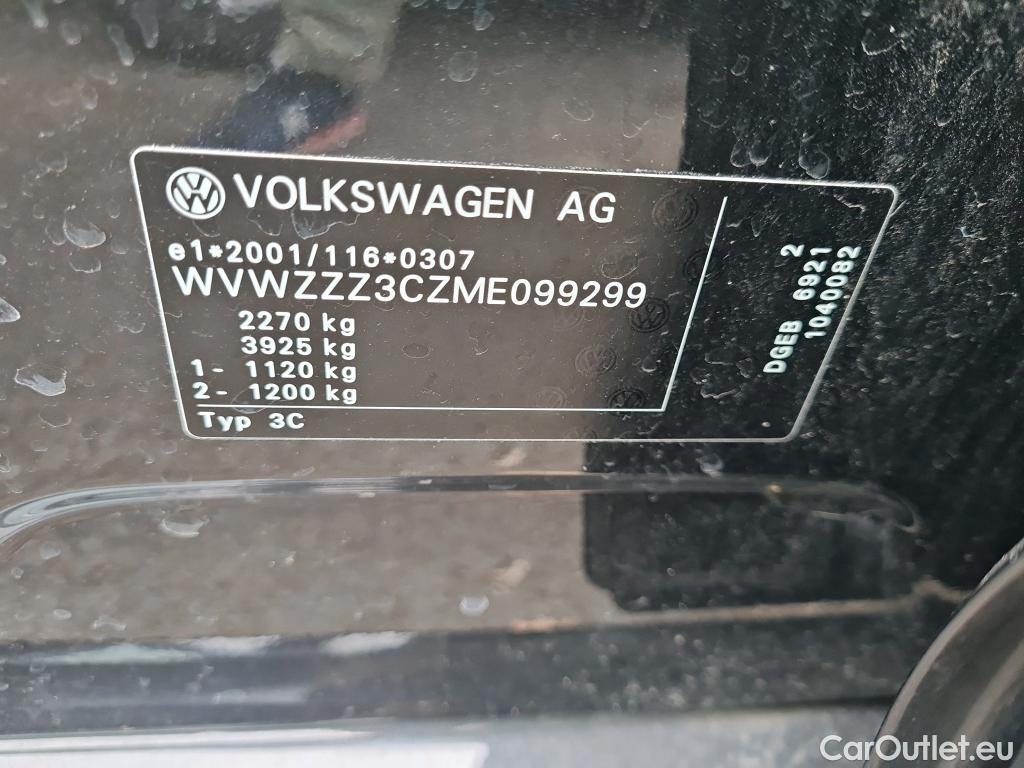 VOLKSWAGEN AG
e1*2001/116*0307
WVWZZZ3CZME099299
2270 kg
3925 kg
1- 1120 kg
2- 1200 kg
Typ 3C
2
DGEB 6921
1040082
CarOutlet.eu